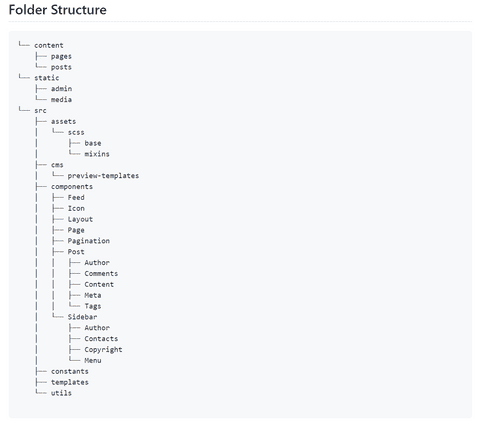 Folder Structure
└── content
    ├── pages
    └── posts
└── static
    ├── admin
    └── media
└── src
    ├── assets
    │   └── scss
    │       ├── base
    │       └── mixins
    ├── cms
    │   └── preview-templates
    ├── components
    │   ├── Feed
    │   ├── Icon
    │   ├── Layout
    │   ├── Page
    │   ├── Pagination
    │   ├── Post
    │   │   ├── Author
    │   │   ├── Comments
    │   │   ├── Content
    │   │   ├── Meta
    │   │   └── Tags
    │   └── Sidebar
    │       ├── Author
    │       ├── Contacts
    │       ├── Copyright
    │       └── Menu
    ├── constants
    ├── templates
    └── utils